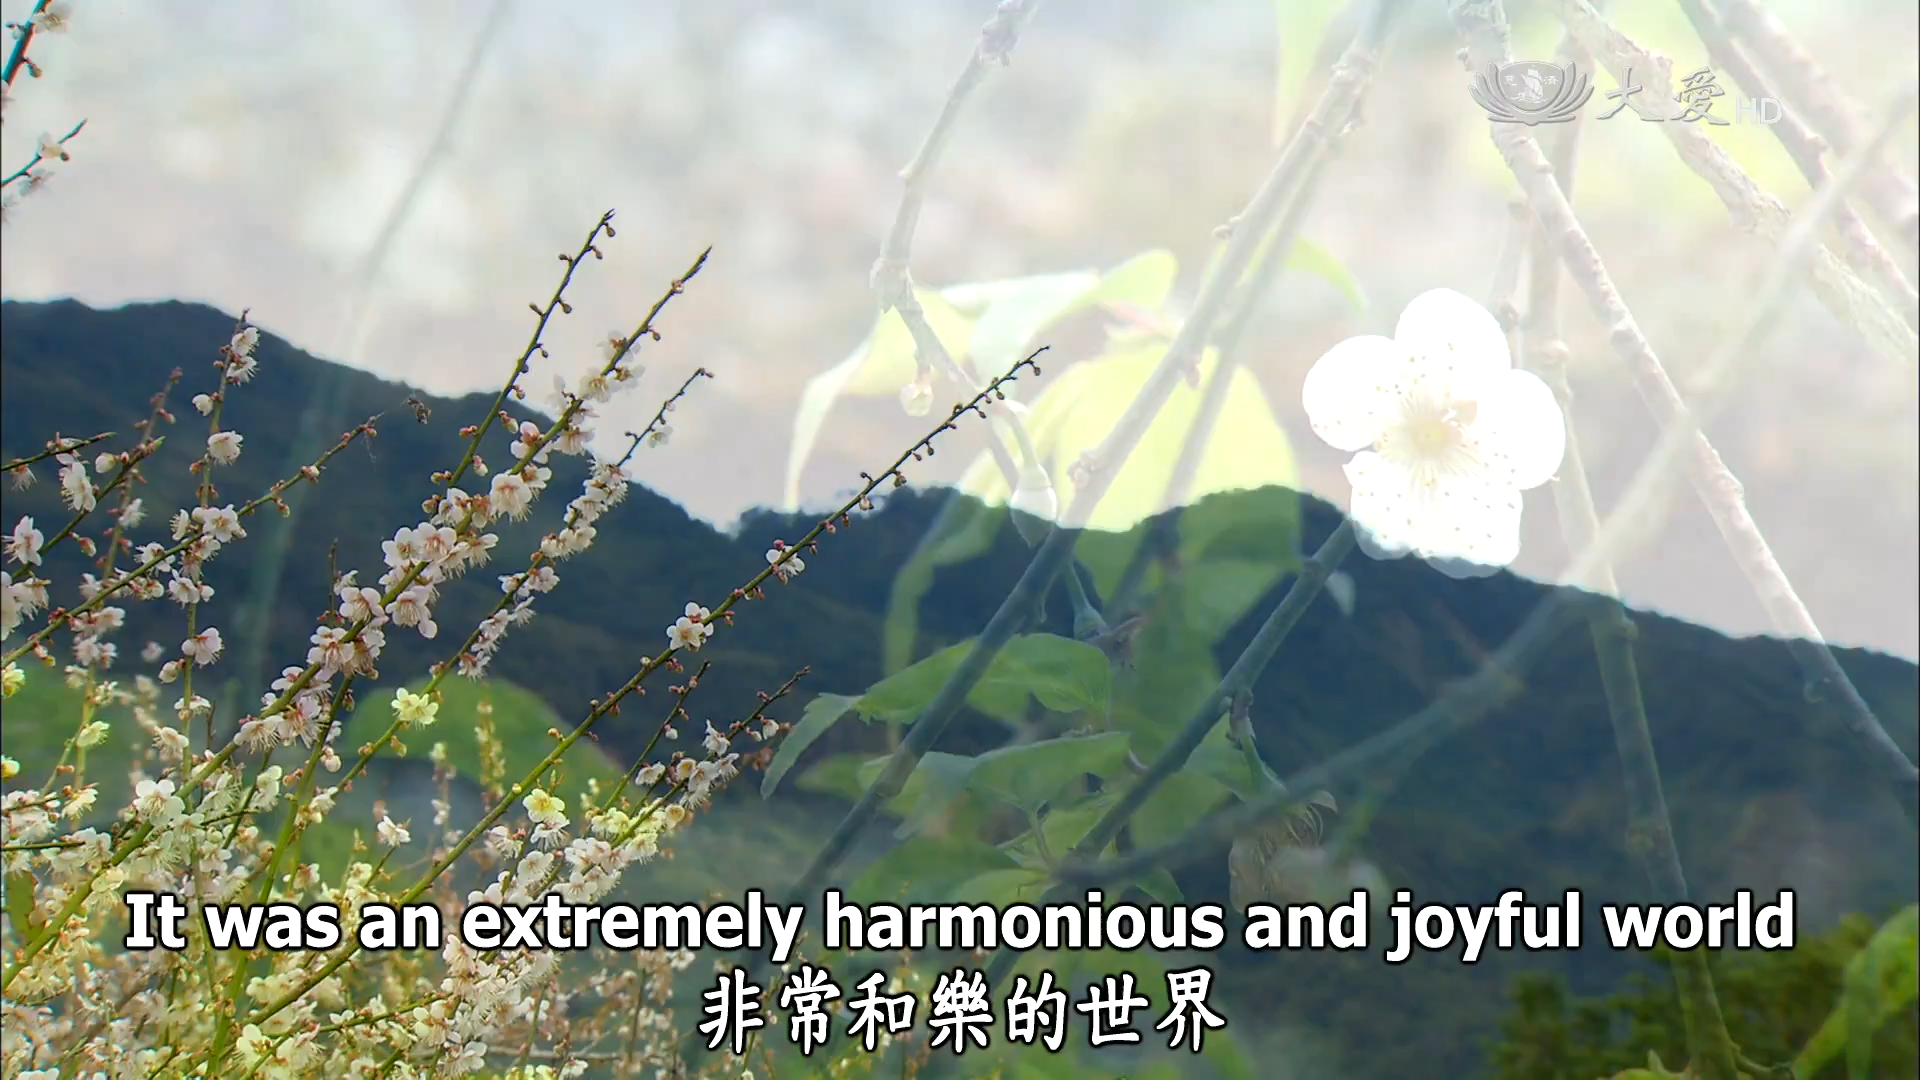 大愛HD
It was an extremely harmonious and joyful world
非常和樂的世界